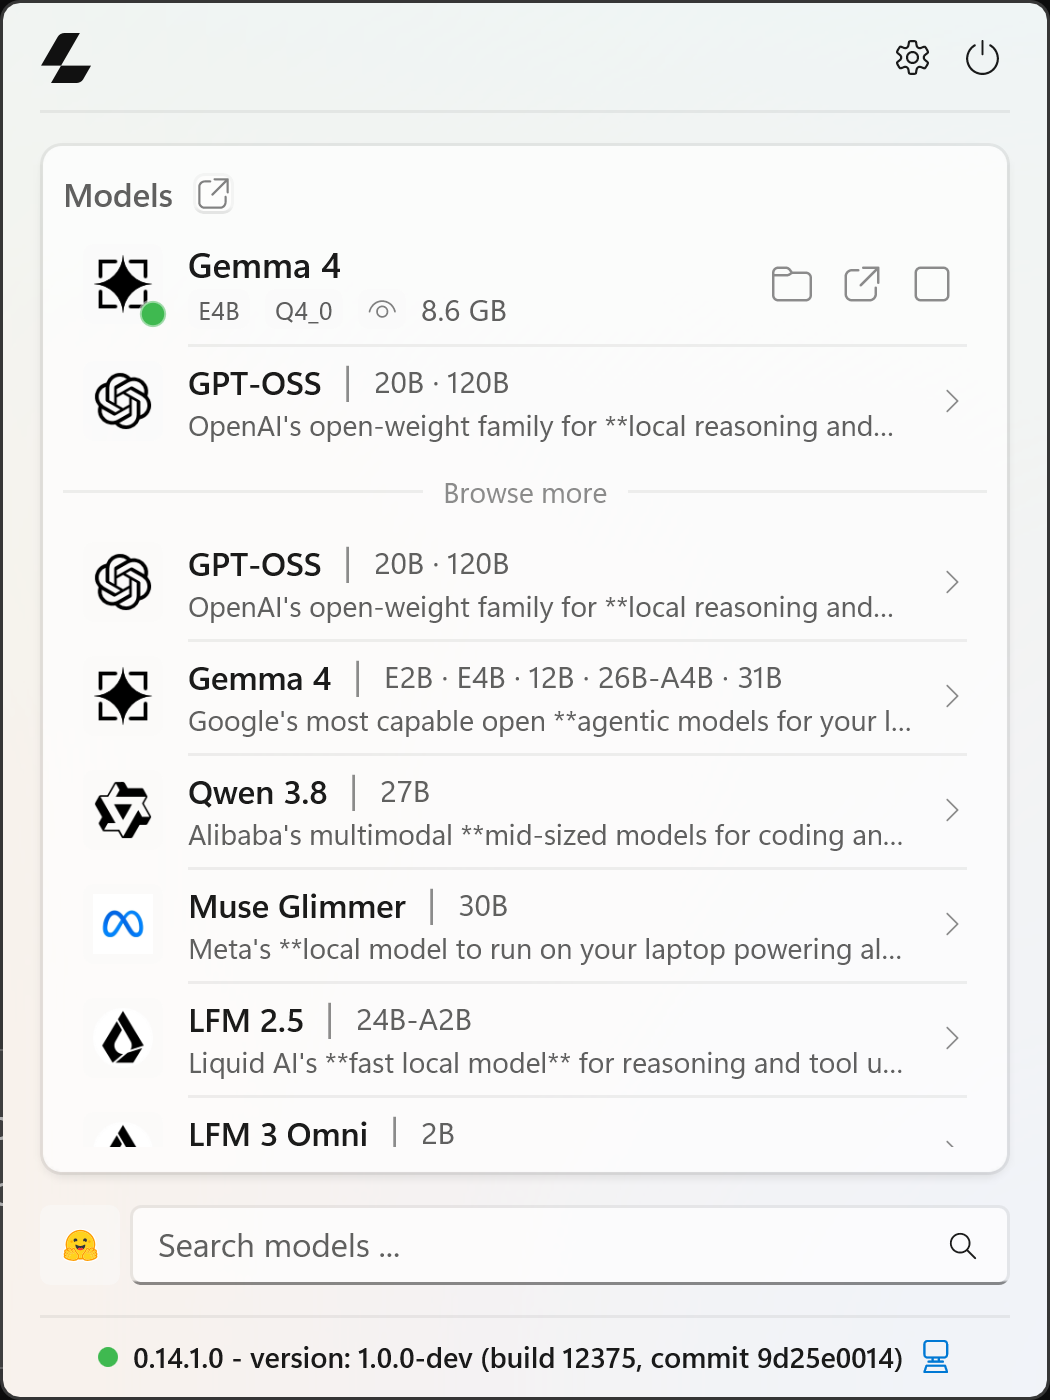 Models
Gemma 4
E4B Q4_0 8.6 GB
GPT-OSS | 20B · 120B
OpenAI's open-weight family for **local reasoning and...
Browse more
GPT-OSS | 20B · 120B
OpenAI's open-weight family for **local reasoning and...
Gemma 4 | E2B · E4B · 12B · 26B-A4B · 31B
Google's most capable open **agentic models for your l...
Qwen 3.8 | 27B
Alibaba's multimodal **mid-sized models for coding an...
Muse Glimmer | 30B
Meta's **local model to run on your laptop powering al...
LFM 2.5 | 24B-A2B
Liquid AI's **fast local model** for reasoning and tool u...
LFM 3 Omni | 2B
Search models ...
0.14.1.0 - version: 1.0.0-dev (build 12375, commit 9d25e0014)